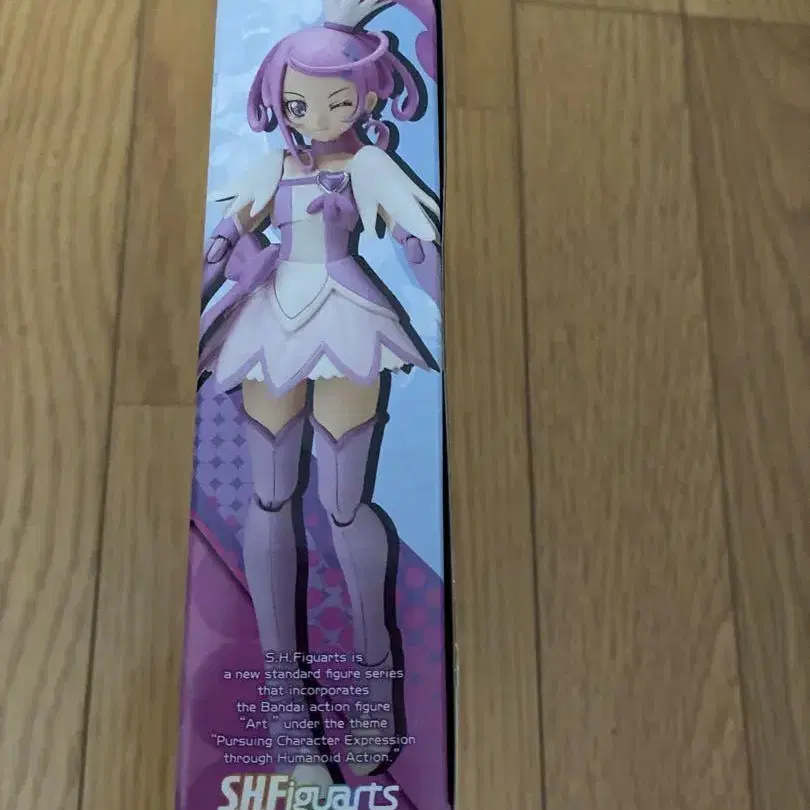 S.H.Figuarts is
a new standard figure series
that incorporates
the Bandai action figure
"Art " under the theme
"Pursuing Character Expression
through Humanoid Action."
S.H.Figuarts